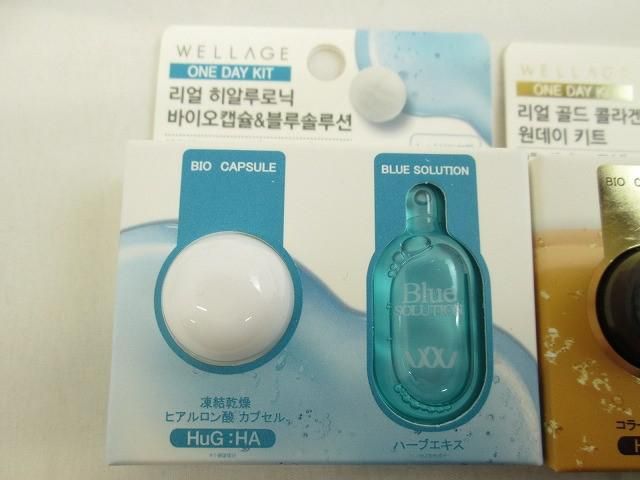 WELLAGE
ONE DAY KIT
리얼 히알루로닉
바이오캡슐&블루솔루션
WELLAGE
ONE DAY
리얼 골드 콜라겐
원데이 키트
BIO CAPSULE
BLUE SOLUTION
BIO
Blue
SOLUTION
凍結乾燥
ヒアルロン酸 カプセル
HuG:HA
ハーブエキス
コラー